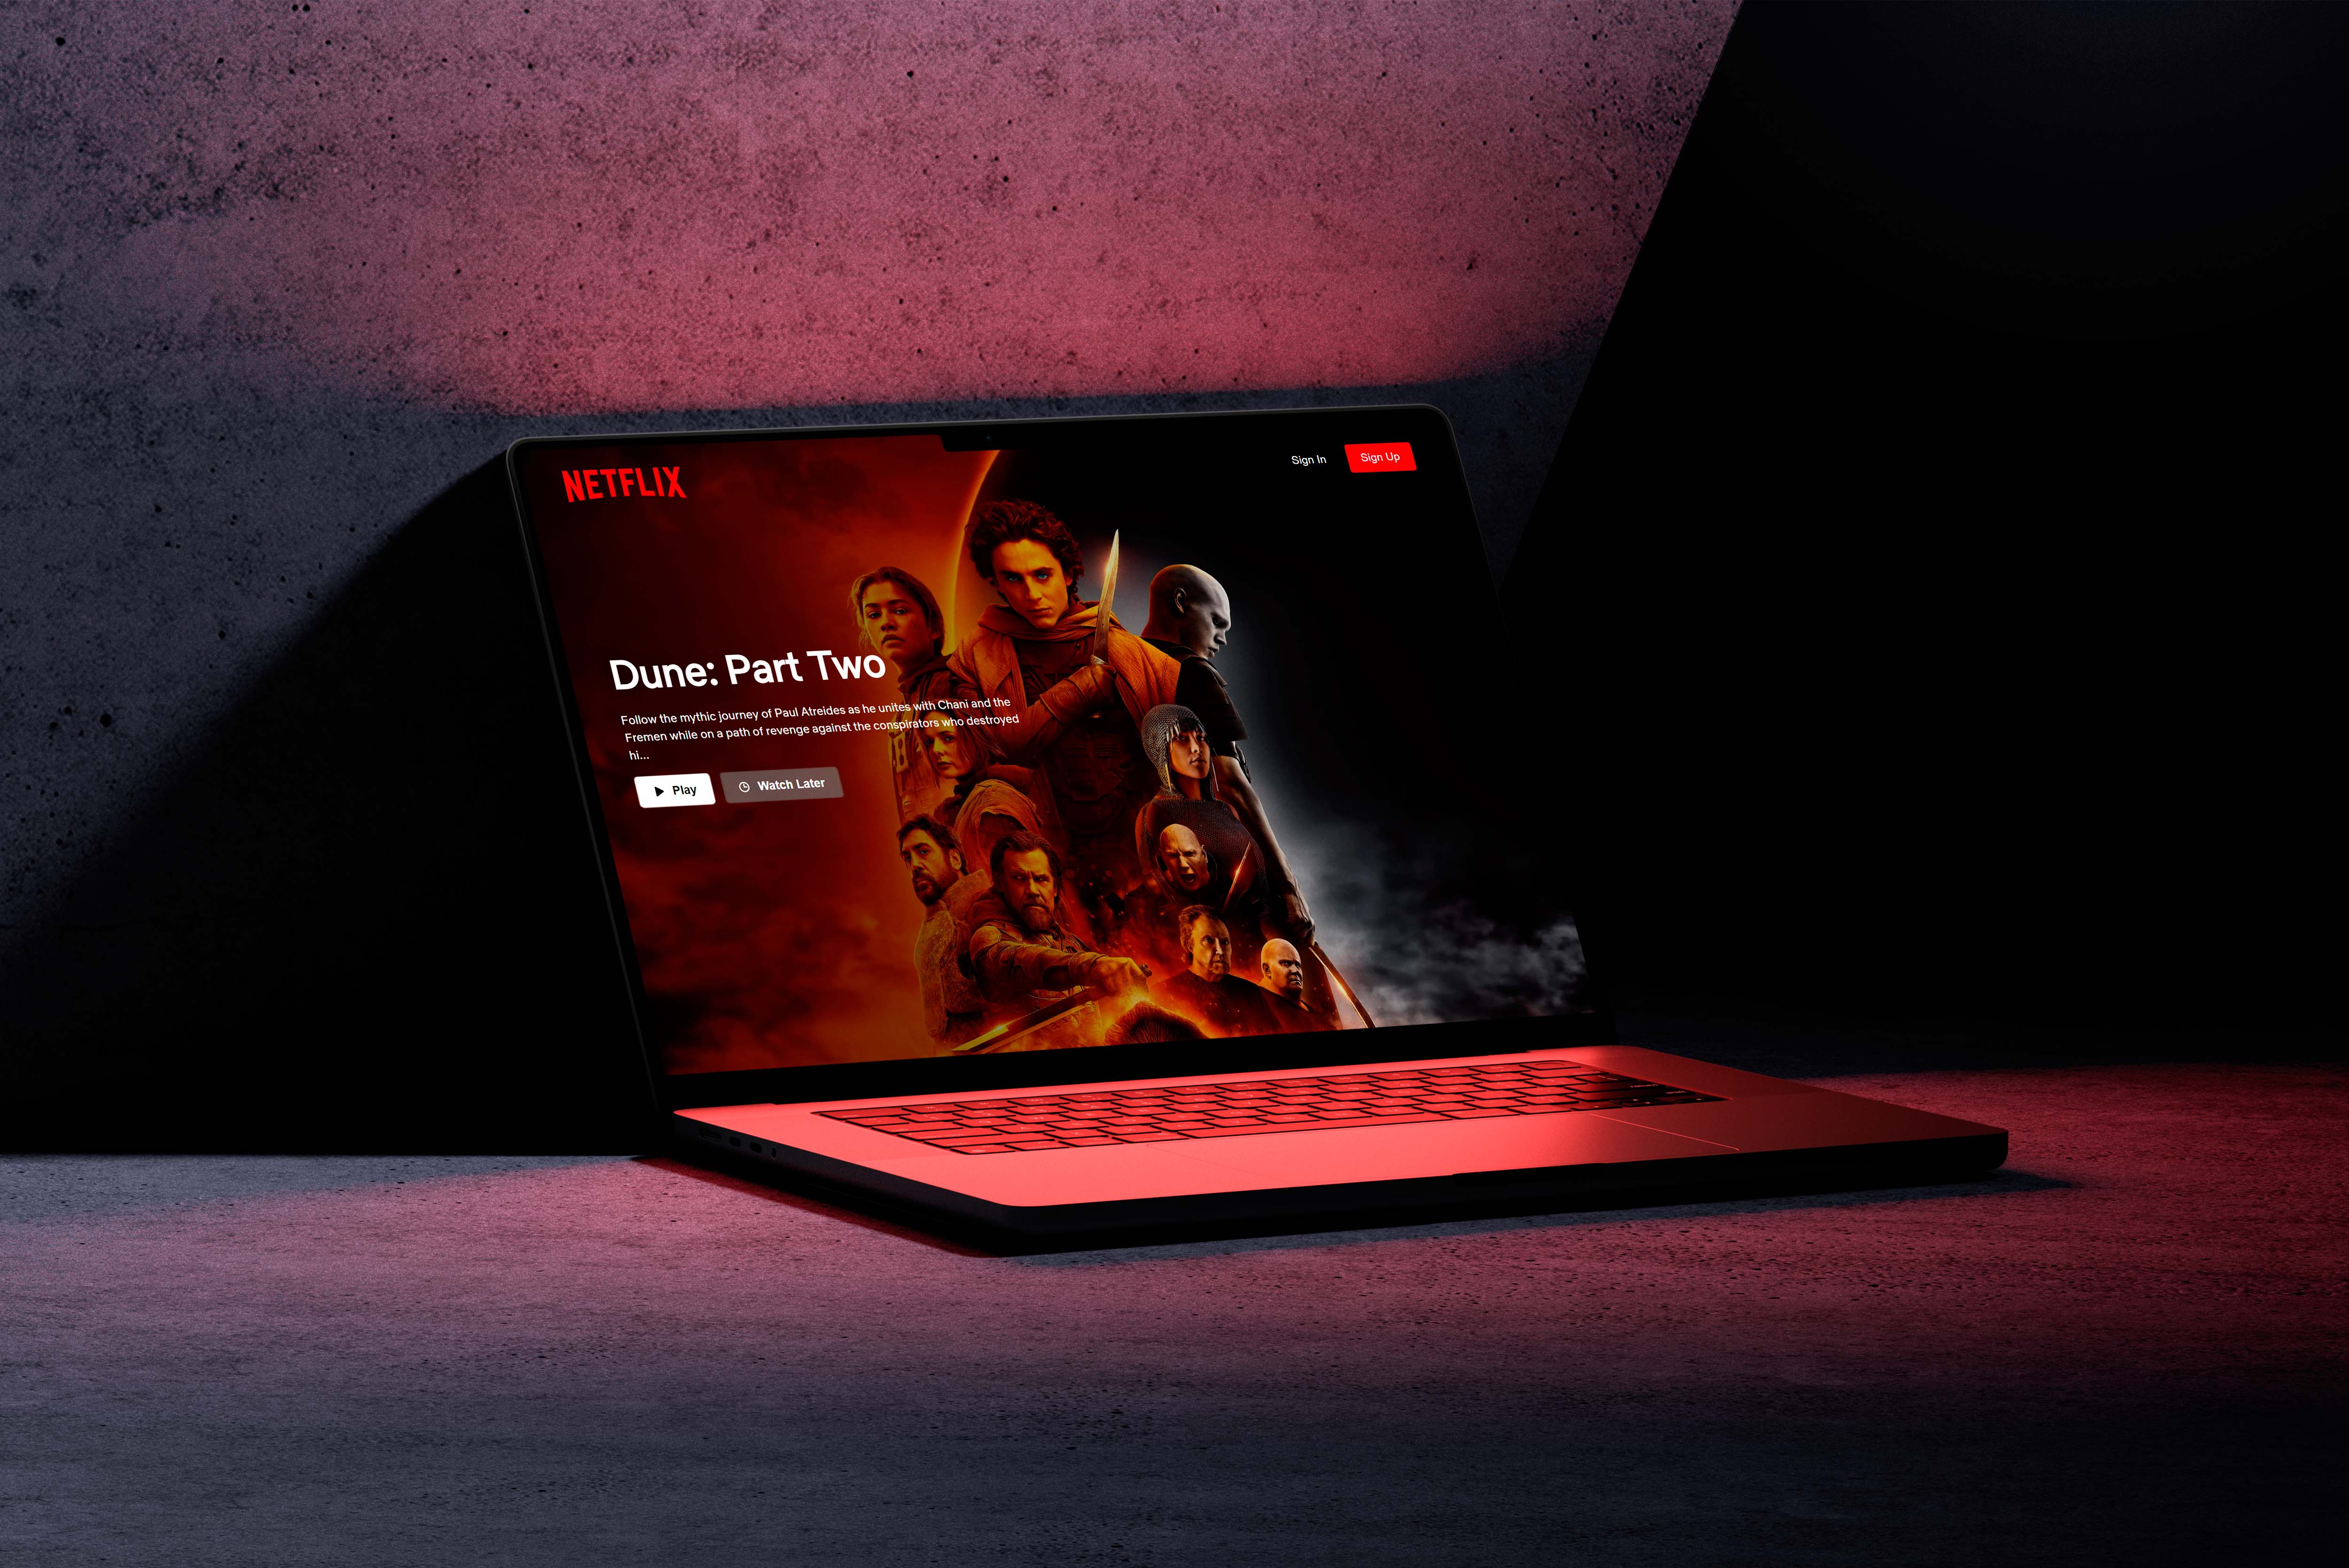 NETFLIX
Sign In
Sign Up
Dune: Part Two
Follow the mythic journey of Paul Atreides as he unites with Chani and the
Fremen while on a path of revenge against the conspirators who destroyed
hi...
Play
Watch Later